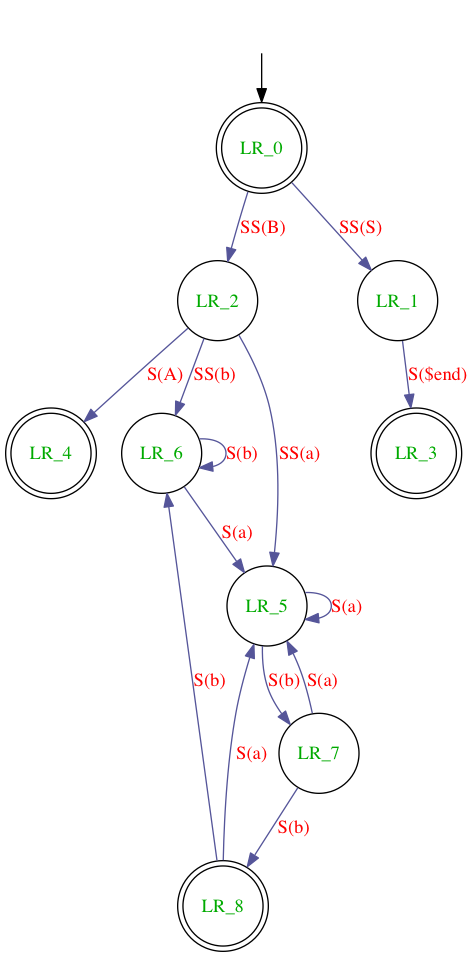 LR_0
SS(B)
SS(S)
LR_2
LR_1
S(A)
SS(b)
S($end)
LR_4
LR_6
S(b)
SS(a)
LR_3
S(a)
LR_5
S(a)
S(b)
S(b)
S(a)
LR_7
S(a)
S(b)
LR_8